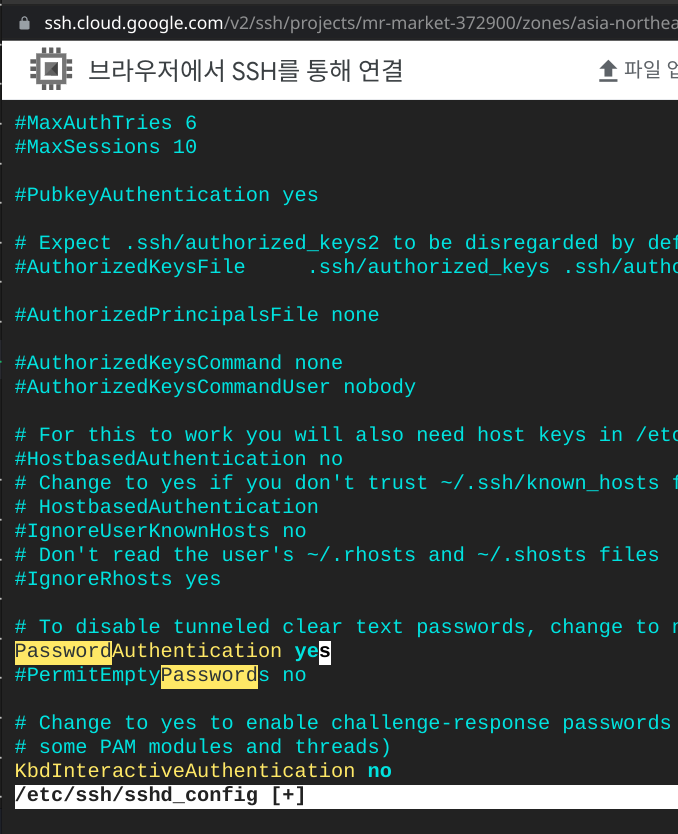 ssh.cloud.google.com/v2/ssh/projects/mr-market-372900/zones/asia-northea
브라우저에서 SSH를 통해 연결
파일 업
#MaxAuthTries 6
#MaxSessions 10
#PubkeyAuthentication yes
# Expect .ssh/authorized_keys2 to be disregarded by def
#AuthorizedKeysFile .ssh/authorized_keys .ssh/autho
#AuthorizedPrincipalsFile none
#AuthorizedKeysCommand none
#AuthorizedKeysCommandUser nobody
# For this to work you will also need host keys in /etc
#HostbasedAuthentication no
# Change to yes if you don't trust ~/.ssh/known_hosts f
# HostbasedAuthentication
#IgnoreUserKnownHosts no
# Don't read the user's ~/.rhosts and ~/.shosts files
#IgnoreRhosts yes
# To disable tunneled clear text passwords, change to n
PasswordAuthentication yes
#PermitEmptyPasswords no
# Change to yes to enable challenge-response passwords
# some PAM modules and threads)
KbdInteractiveAuthentication no
/etc/ssh/sshd_config [+]